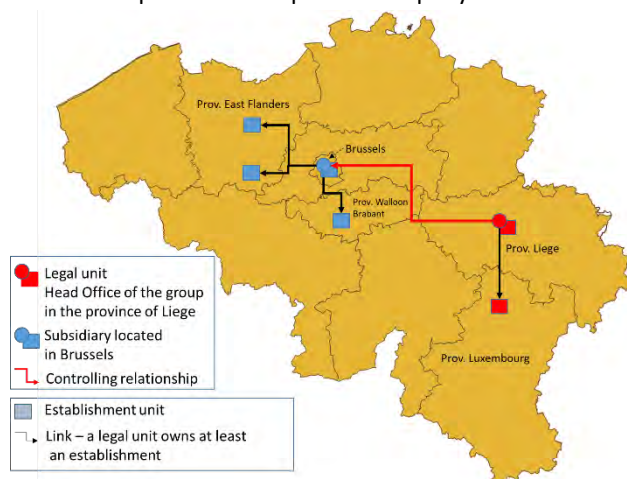 Prov. East Flanders
Brussels
Prov. Walloon
Brabant
Prov. Liege
Prov. Luxembourg
Legal unit
Head Office of the group
in the province of Liege
Subsidiary located
in Brussels
Controlling relationship
Establishment unit
Link – a legal unit owns at least
an establishment